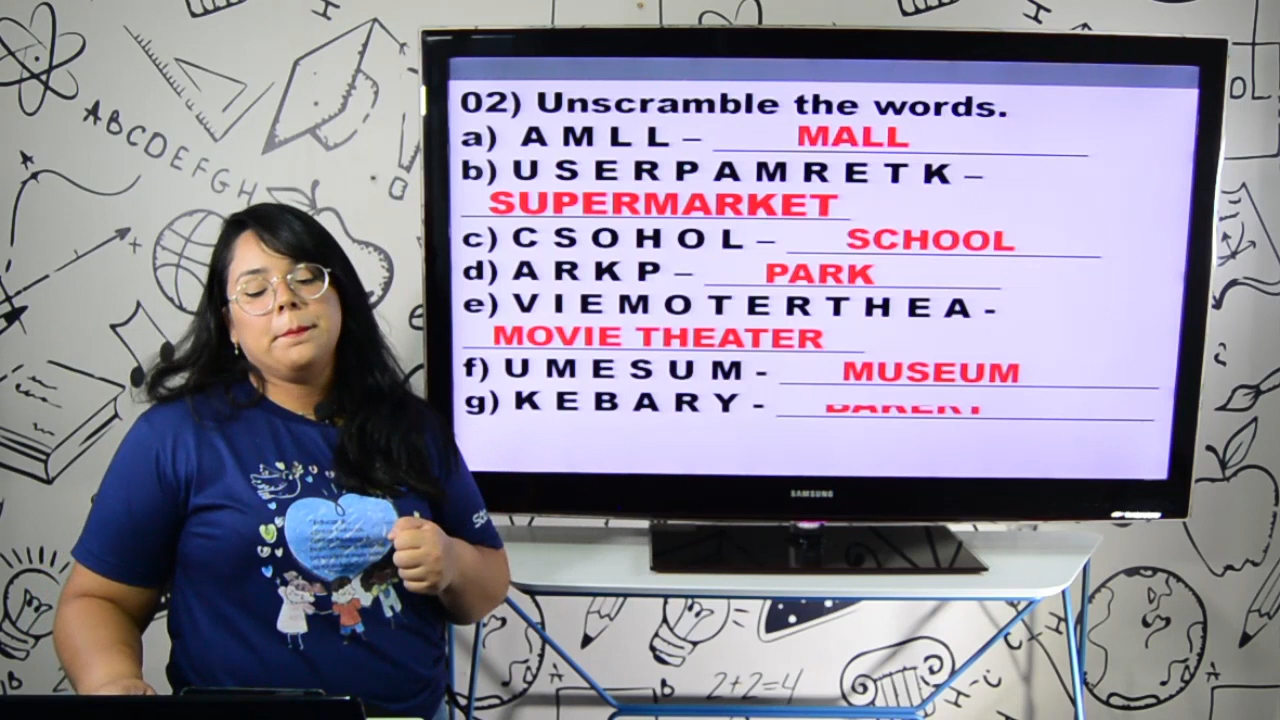 02) Unscramble the words.
a) A M L L – MALL
b) U S E R P A M R E T K –
SUPERMARKET
c) C S O H O L – SCHOOL
d) A R K P – PARK
e) V I E M O T E R T H E A -
MOVIE THEATER
f) U M E S U M - MUSEUM
g) K E B A R Y -
SAMSUNG
ABCDEFGH
2+2=4